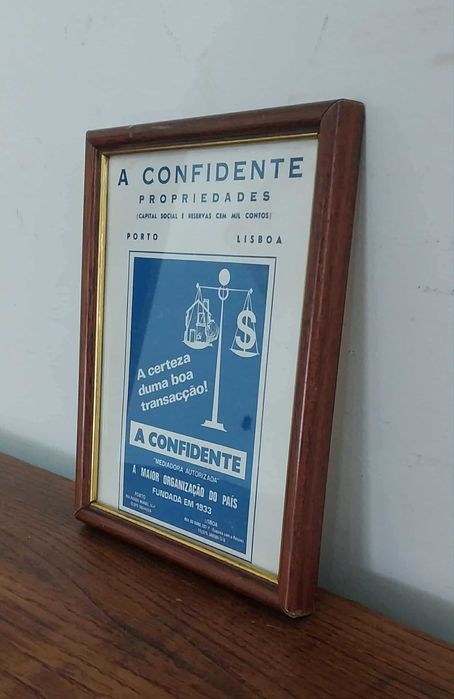 A CONFIDENTE
PROPRIEDADES
(CAPITAL SOCIAL E RESERVAS CEM MIL CONTOS)
PORTO LISBOA
$
A certeza
duma boa
transacção!
A CONFIDENTE
"MEDIADORA AUTORIZADA"
A MAIOR ORGANIZAÇÃO DO PAÍS
FUNDADA EM 1933
PORTO
LISBOA